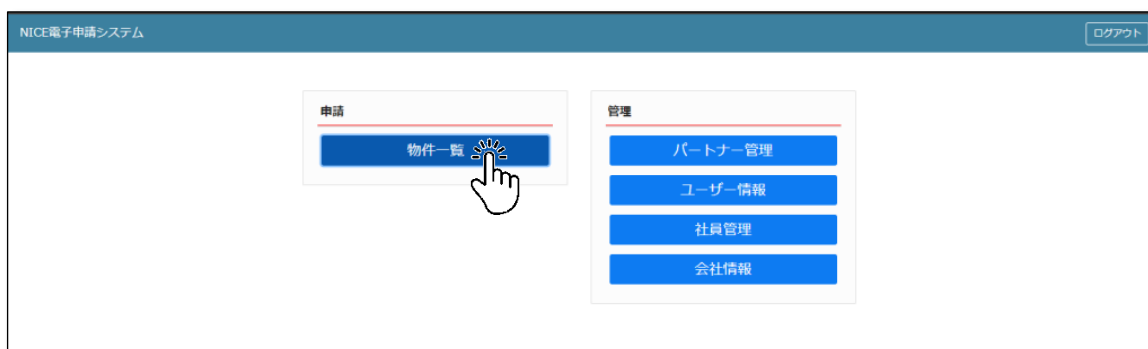 NICE電子申請システム
ログアウト
申請
物件一覧
管理
パートナー管理
ユーザー情報
社員管理
会社情報